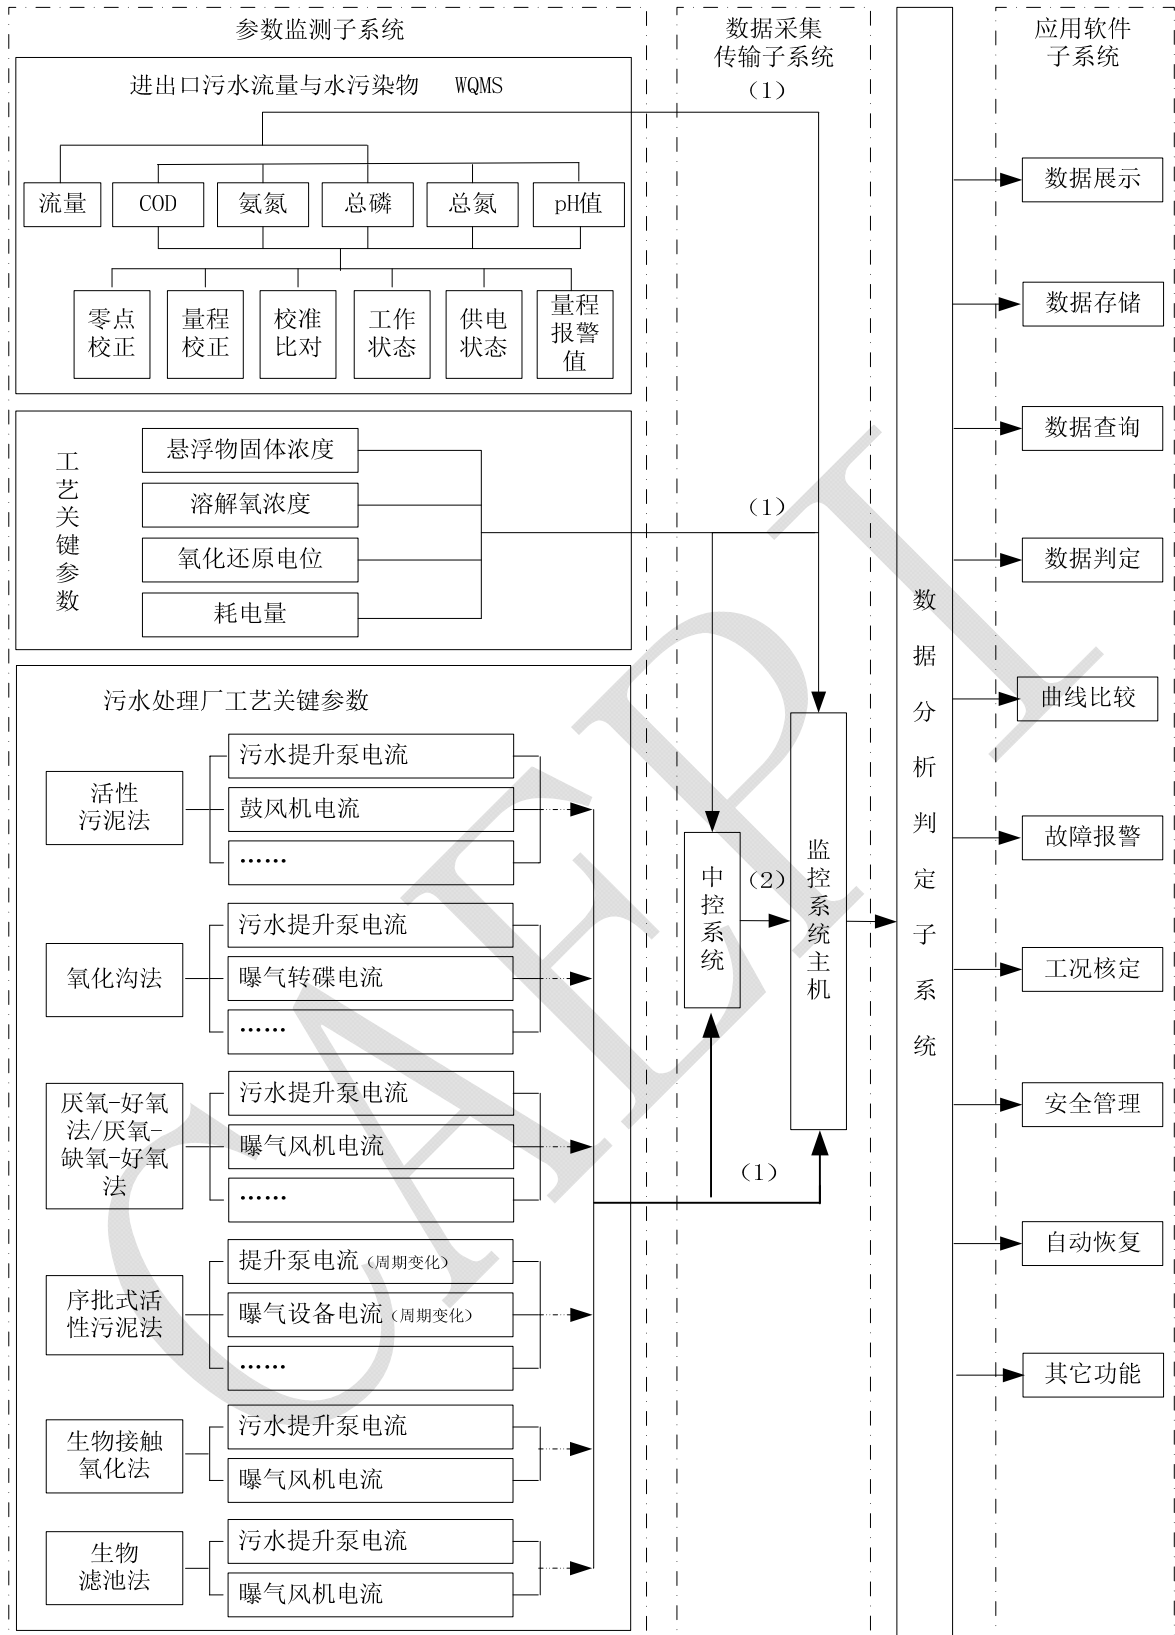 参数监测子系统
进出口污水流量与水污染物 WQMS
流量
COD
氨氮
总磷
总氮
pH值
零点
校正
量程
校正
校准
比对
工作
状态
供电
状态
量程
报警
值
工艺关键参数
悬浮物固体浓度
溶解氧浓度
氧化还原电位
耗电量
污水处理厂工艺关键参数
活性
污泥法
污水提升泵电流
鼓风机电流
……
氧化沟法
污水提升泵电流
曝气转碟电流
……
厌氧-好氧
法/厌氧-
缺氧-好氧
法
污水提升泵电流
曝气风机电流
……
序批式活
性污泥法
提升泵电流（周期变化）
曝气设备电流（周期变化）
……
生物接触
氧化法
污水提升泵电流
曝气风机电流
生物
滤池法
污水提升泵电流
曝气风机电流
数据采集
传输子系统
（1）
（1）
中控系统
（2）
监控系统主机
（1）
数据分析判定子系统
应用软件
子系统
数据展示
数据存储
数据查询
数据判定
曲线比较
故障报警
工况核定
安全管理
自动恢复
其它功能
CAEPI